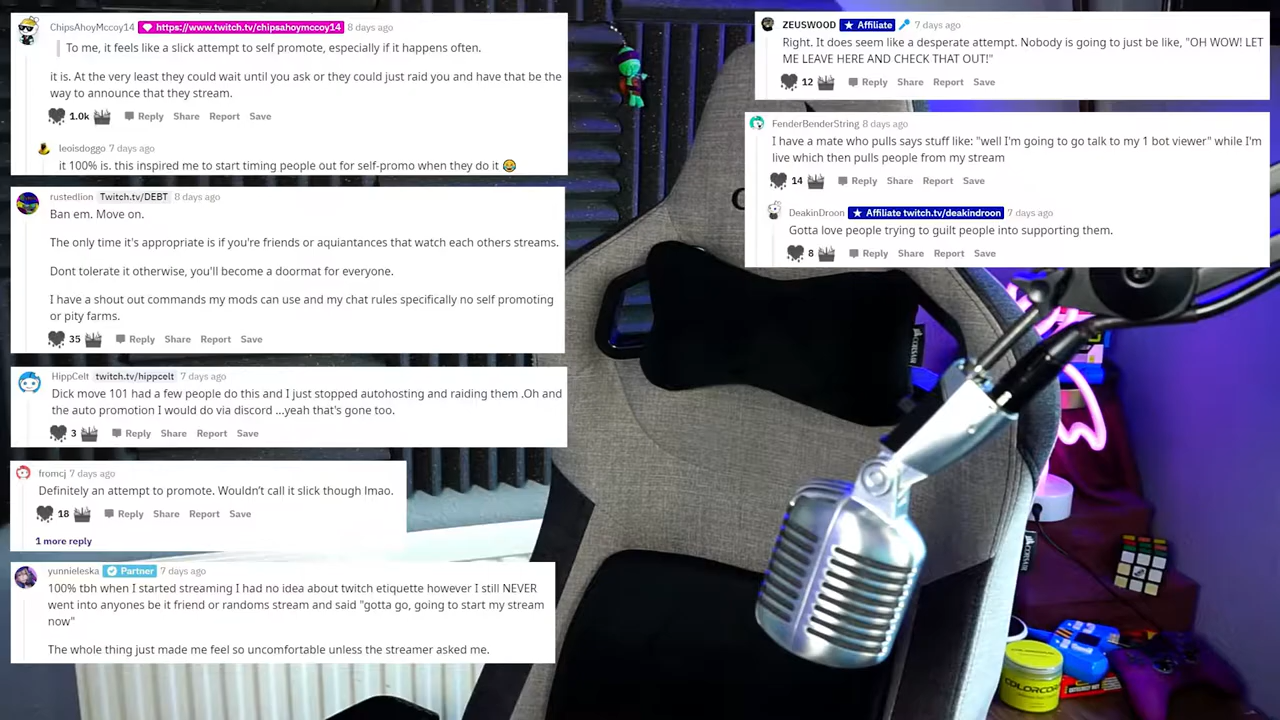 ChipsAhoyMccoy14 https://www.twitch.tv/chipsahoymccoy14 8 days ago
To me, it feels like a slick attempt to self promote, especially if it happens often.
it is. At the very least they could wait until you ask or they could just raid you and have that be the
way to announce that they stream.
1.0k Reply Share Report Save
leoisdoggo 7 days ago
it 100% is. this inspired me to start timing people out for self-promo when they do it 😂
rustedlion Twitch.tv/DEBT 8 days ago
Ban em. Move on.
The only time it's appropriate is if you're friends or aquiantances that watch each others streams.
Dont tolerate it otherwise, you'll become a doormat for everyone.
I have a shout out commands my mods can use and my chat rules specifically no self promoting
or pity farms.
35 Reply Share Report Save
HippCelt twitch.tv/hippcelt 7 days ago
Dick move 101 had a few people do this and I just stopped autohosting and raiding them .Oh and
the auto promotion I would do via discord ...yeah that's gone too.
3 Reply Share Report Save
fromcj 7 days ago
Definitely an attempt to promote. Wouldn't call it slick though lmao.
18 Reply Share Report Save
1 more reply
yunnieleska Partner 7 days ago
100% tbh when I started streaming I had no idea about twitch etiquette however I still NEVER
went into anyones be it friend or randoms stream and said "gotta go, going to start my stream
now"
The whole thing just made me feel so uncomfortable unless the streamer asked me.
ZEUSWOOD Affiliate 7 days ago
Right. It does seem like a desperate attempt. Nobody is going to just be like, "OH WOW! LET
ME LEAVE HERE AND CHECK THAT OUT!"
12 Reply Share Report Save
FenderBenderString 8 days ago
I have a mate who pulls says stuff like: "well I'm going to go talk to my 1 bot viewer" while I'm
live which then pulls people from my stream
14 Reply Share Report Save
DeakinDroon Affiliate twitch.tv/deakindroon 7 days ago
Gotta love people trying to guilt people into supporting them.
8 Reply Share Report Save
CORSAIR
COLORCOR